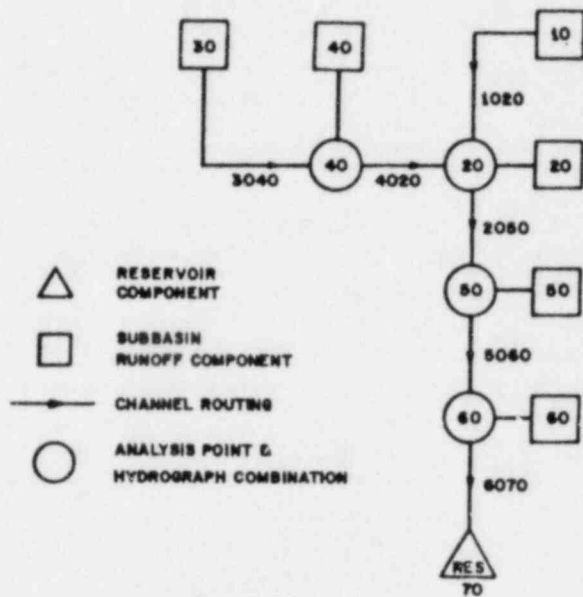 30
40
10
1020
40
20
20
3040
4020
2050
50
50
5060
60
60
6070
RES
70
RESERVOIR
COMPONENT
SUBBASIN
RUNOFF COMPONENT
CHANNEL ROUTING
ANALYSIS POINT &
HYDROGRAPH COMBINATION